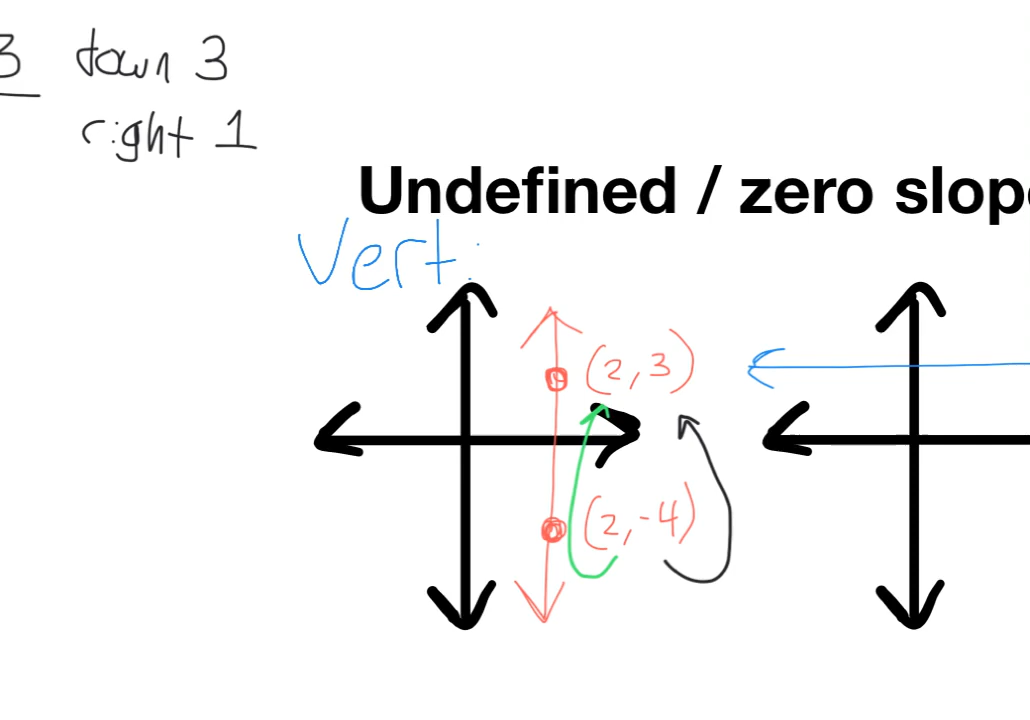 3 down 3
right 1
Undefined / zero slope
Vert.
(2,3)
(2,-4)